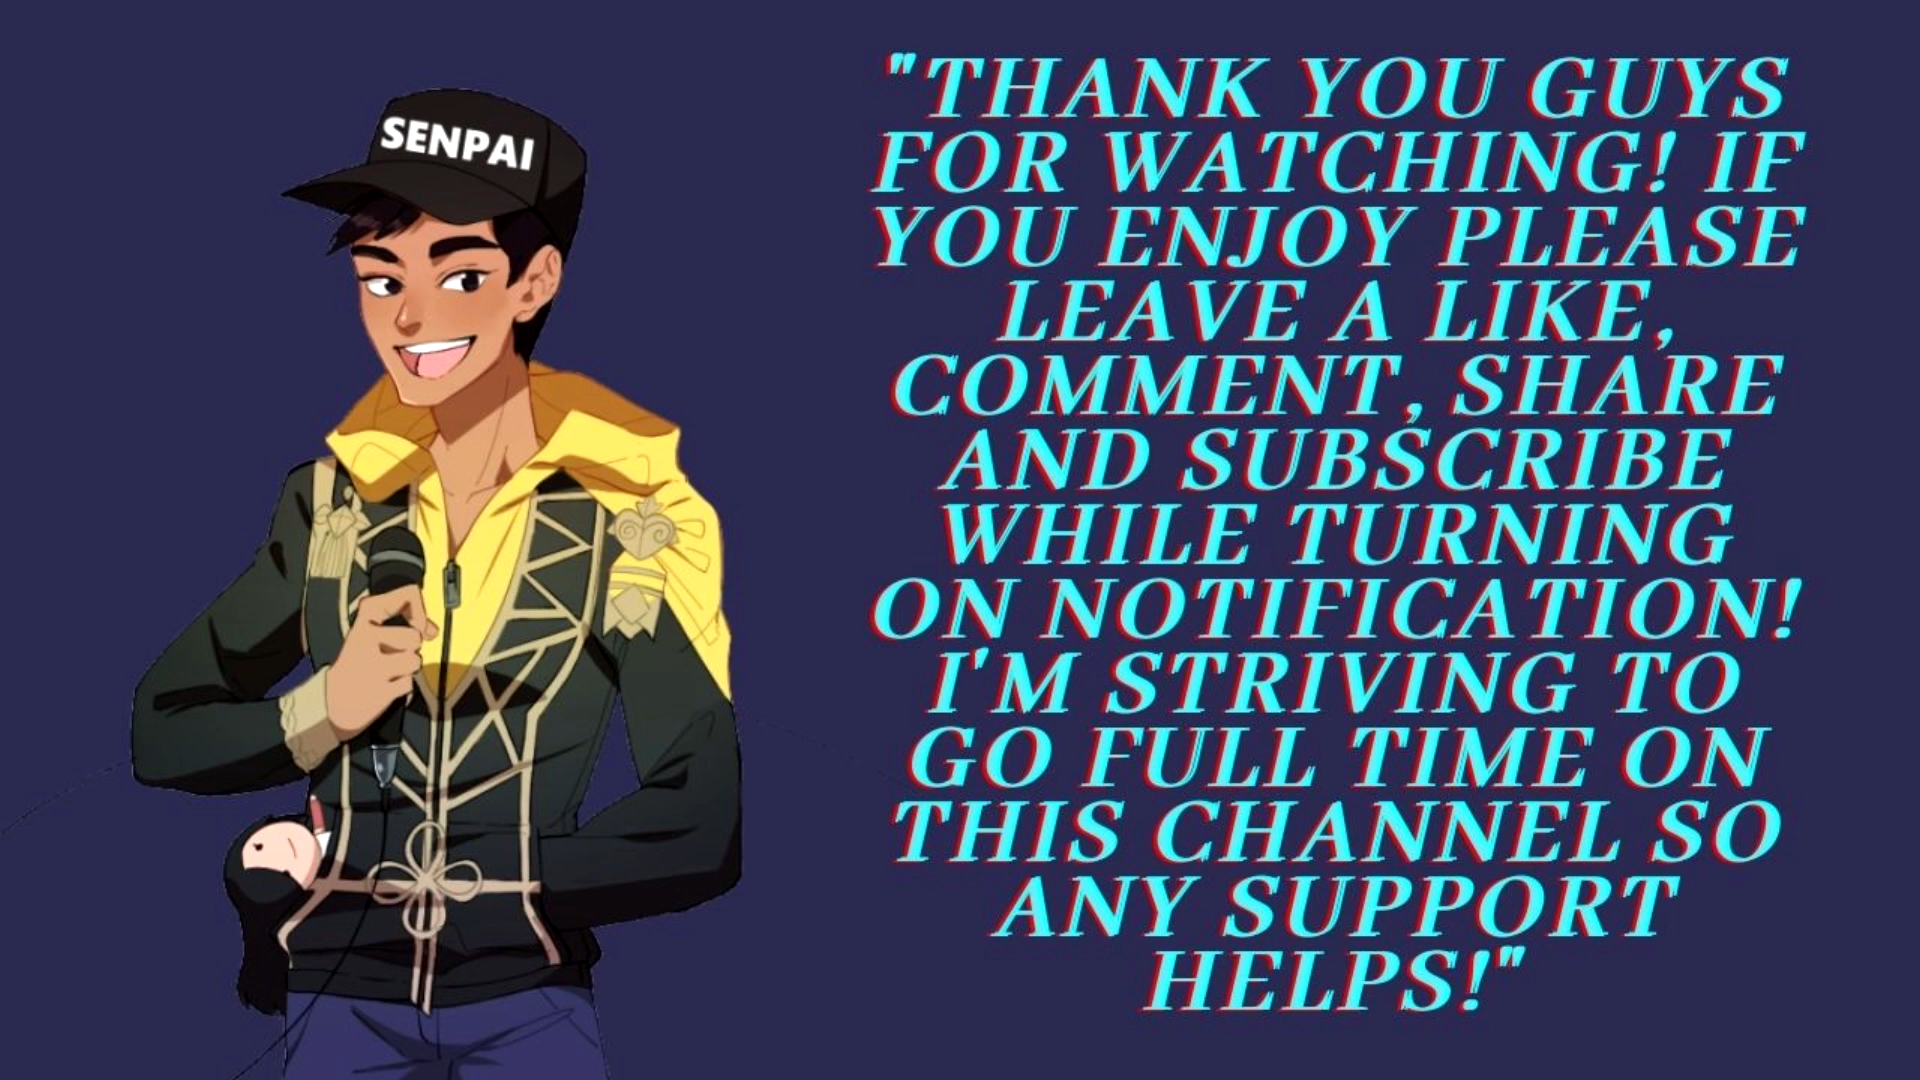 SENPAI
"THANK YOU GUYS
FOR WATCHING! IF
YOU ENJOY PLEASE
LEAVE A LIKE,
COMMENT, SHARE
AND SUBSCRIBE
WHILE TURNING
ON NOTIFICATION!
I'M STRIVING TO
GO FULL TIME ON
THIS CHANNEL SO
ANY SUPPORT
HELPS!"